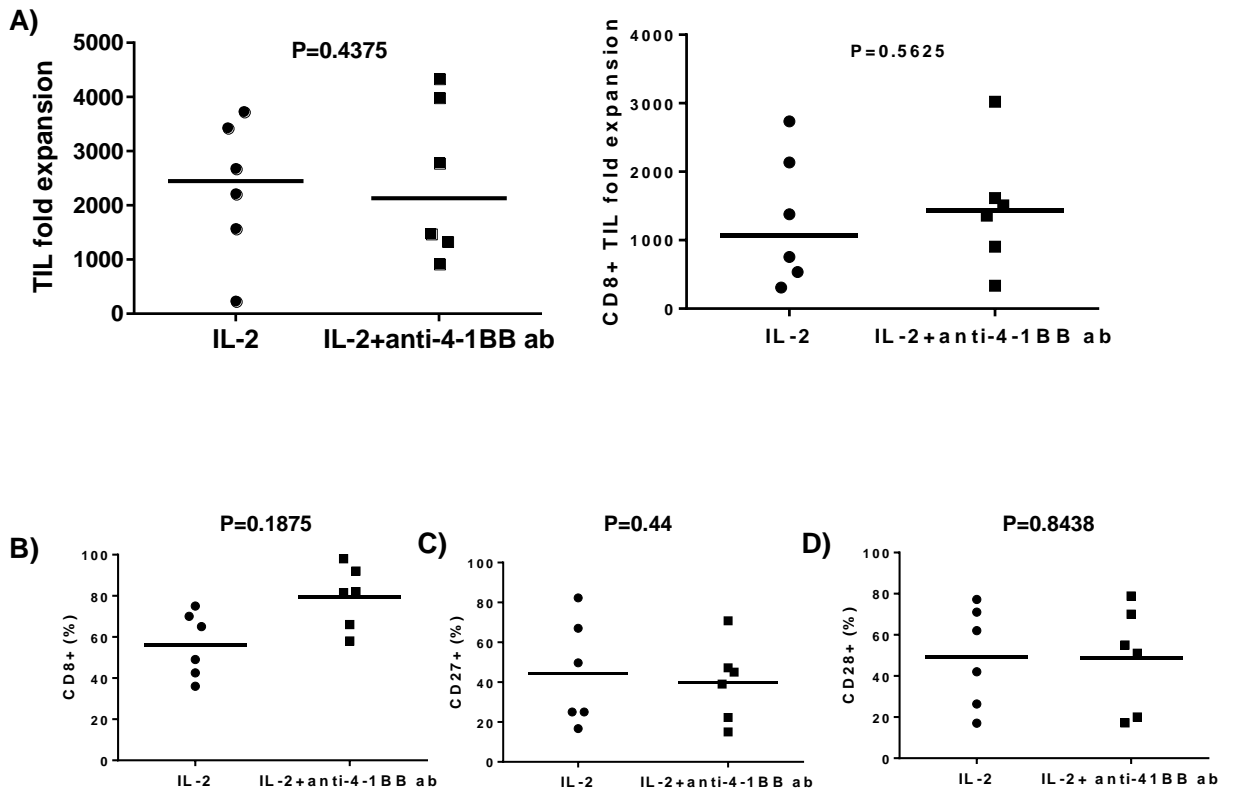 A)
P=0.4375
TIL fold expansion
5000
4000
3000
2000
1000
0
IL-2
IL-2+anti-4-1BB ab
P=0.5625
CD8+ TIL fold expansion
4000
3000
2000
1000
0
IL-2
IL-2+anti-4-1BB ab
B)
P=0.1875
CD8+ (%)
100
80
60
40
20
0
IL-2
IL-2+anti-4-1BB ab
C)
P=0.44
CD27+ (%)
100
80
60
40
20
0
IL-2
IL-2+anti-4-1BB ab
D)
P=0.8438
CD28+ (%)
100
80
60
40
20
0
IL-2
IL-2+ anti-41BB ab